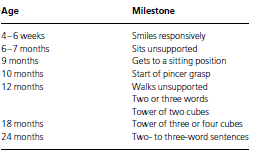 Age Milestone
4–6 weeks Smiles responsively
6–7 months Sits unsupported
9 months Gets to a sitting position
10 months Start of pincer grasp
12 months Walks unsupported
Two or three words
Tower of two cubes
18 months Tower of three or four cubes
24 months Two- to three-word sentences